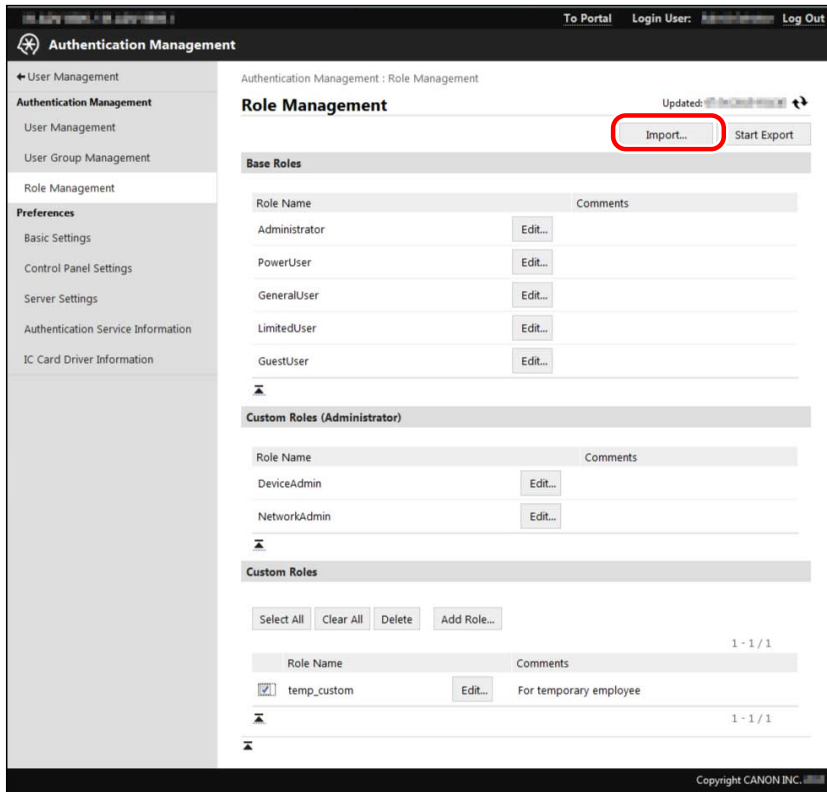 To Portal Login User: Log Out
Authentication Management
User Management
Authentication Management
User Management
User Group Management
Role Management
Preferences
Basic Settings
Control Panel Settings
Server Settings
Authentication Service Information
IC Card Driver Information
Authentication Management : Role Management
Role Management
Updated:
Import... Start Export
Base Roles
Role Name Comments
Administrator Edit...
PowerUser Edit...
GeneralUser Edit...
LimitedUser Edit...
GuestUser Edit...
Custom Roles (Administrator)
Role Name Comments
DeviceAdmin Edit...
NetworkAdmin Edit...
Custom Roles
Select All Clear All Delete Add Role...
1 - 1 / 1
Role Name Comments
temp_custom Edit... For temporary employee
1 - 1 / 1
Copyright CANON INC.